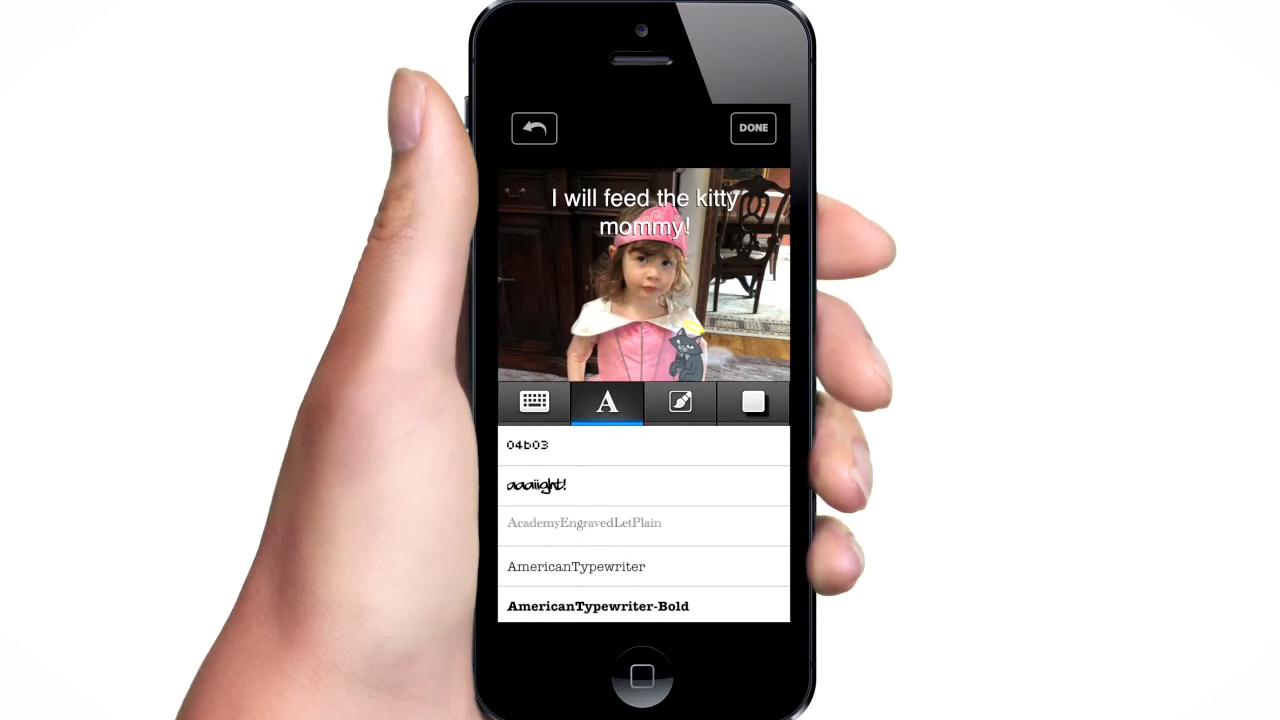 DONE
I will feed the kitty
mommy!
04b03
aaaiight!
AcademyEngravedLetPlain
AmericanTypewriter
AmericanTypewriter-Bold